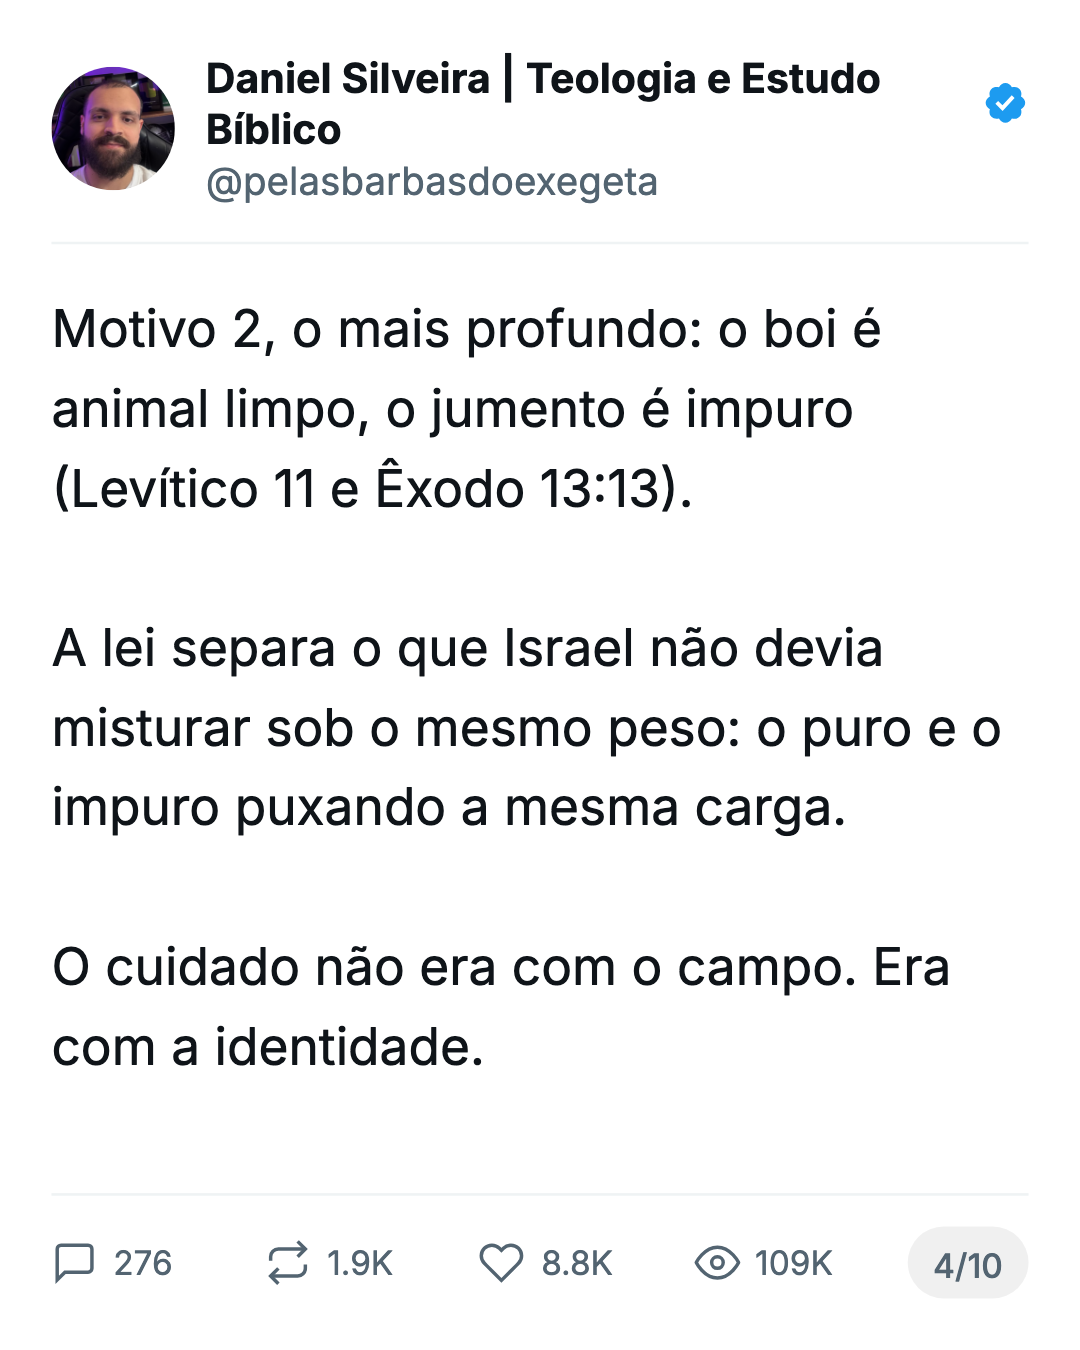 Daniel Silveira | Teologia e Estudo
Bíblico
@pelasbarbasdoexegeta
Motivo 2, o mais profundo: o boi é
animal limpo, o jumento é impuro
(Levítico 11 e Êxodo 13:13).
A lei separa o que Israel não devia
misturar sob o mesmo peso: o puro e o
impuro puxando a mesma carga.
O cuidado não era com o campo. Era
com a identidade.
276 1.9K 8.8K 109K 4/10